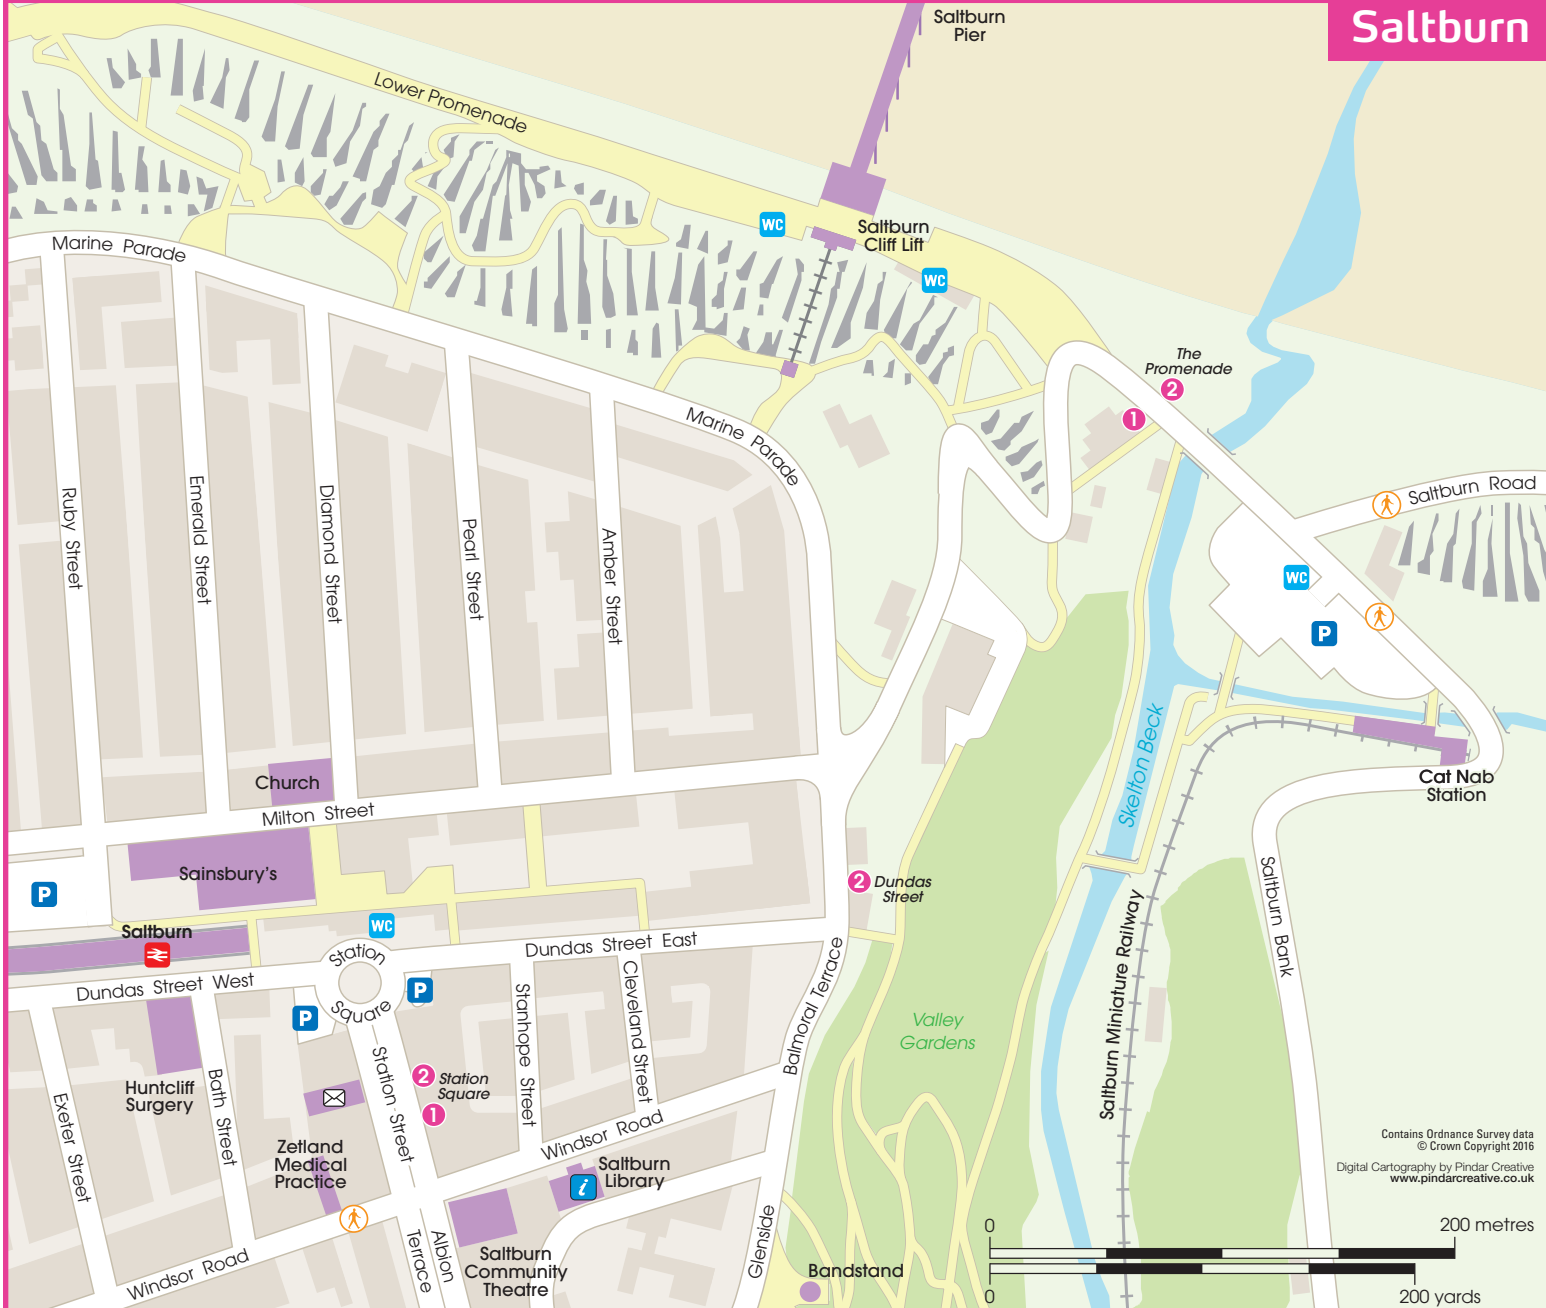 Saltburn
Saltburn
Pier
Lower Promenade
WC
Saltburn
Cliff Lift
WC
Marine Parade
The
Promenade
2
1
Marine Parade
Saltburn Road
Ruby Street
Emerald Street
Diamond Street
Pearl Street
Amber Street
WC
P
Skelton Beck
Cat Nab
Station
Church
Milton Street
Sainsbury's
P
2 Dundas
Street
Saltburn
WC
Station
Square
Dundas Street East
Dundas Street West
P
P
Stanhope Street
Cleveland Street
Balmoral Terrace
Saltburn Miniature Railway
Saltburn Bank
Valley
Gardens
Huntcliff
Surgery
Bath Street
Exeter Street
Station Street
2 Station
Square
1
Zetland
Medical
Practice
Windsor Road
Saltburn
Library
i
Windsor Road
Albion
Terrace
Saltburn
Community
Theatre
Glenside
Bandstand
Contains Ordnance Survey data
© Crown Copyright 2016
Digital Cartography by Pindar Creative
www.pindarcreative.co.uk
0
200 metres
0
200 yards